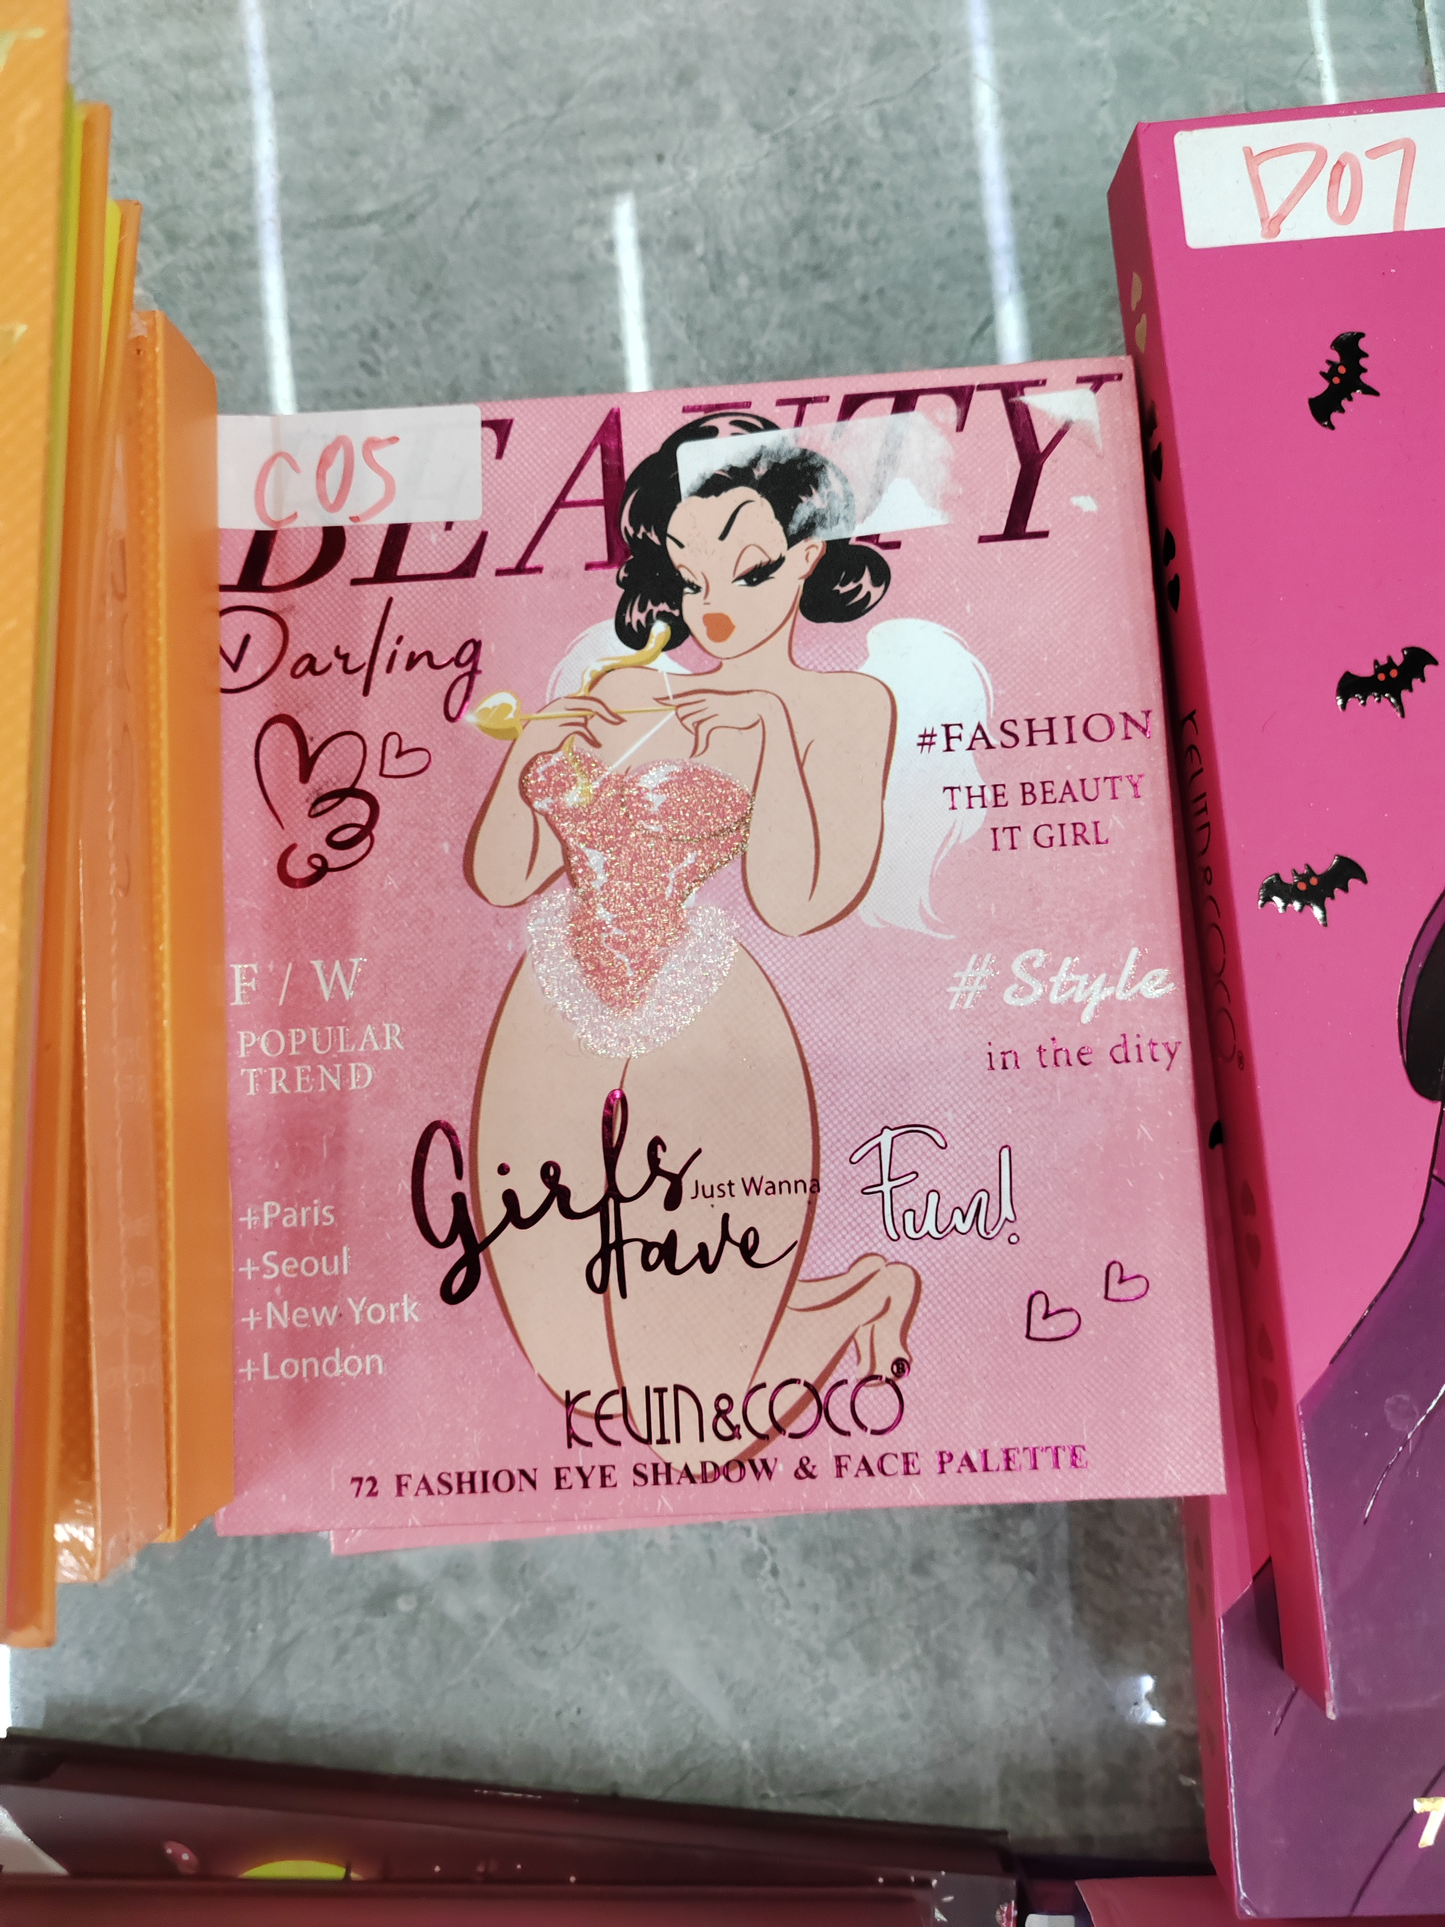 D07
BEAUTY
C05
Darling
#FASHION
THE BEAUTY
IT GIRL
F / W
POPULAR
TREND
#Style
in the dity
Girls Just Wanna
Have
Fun!
+Paris
+Seoul
+New York
+London
KEVIN&COCO®
72 FASHION EYE SHADOW & FACE PALETTE
KEVIN&COCO®
7